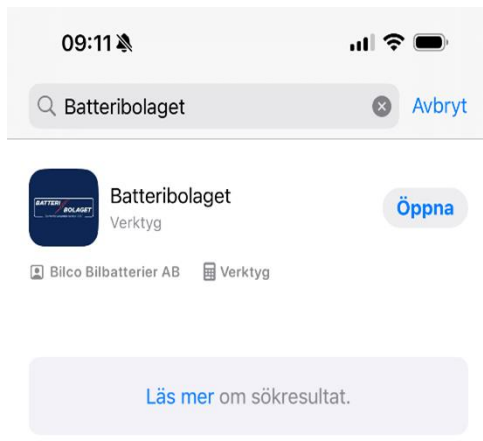 09:11
Batteribolaget
Avbryt
BATTERI
BOLAGET
Batteribolaget
Verktyg
Öppna
Bilco Bilbatterier AB
Verktyg
Läs mer om sökresultat.